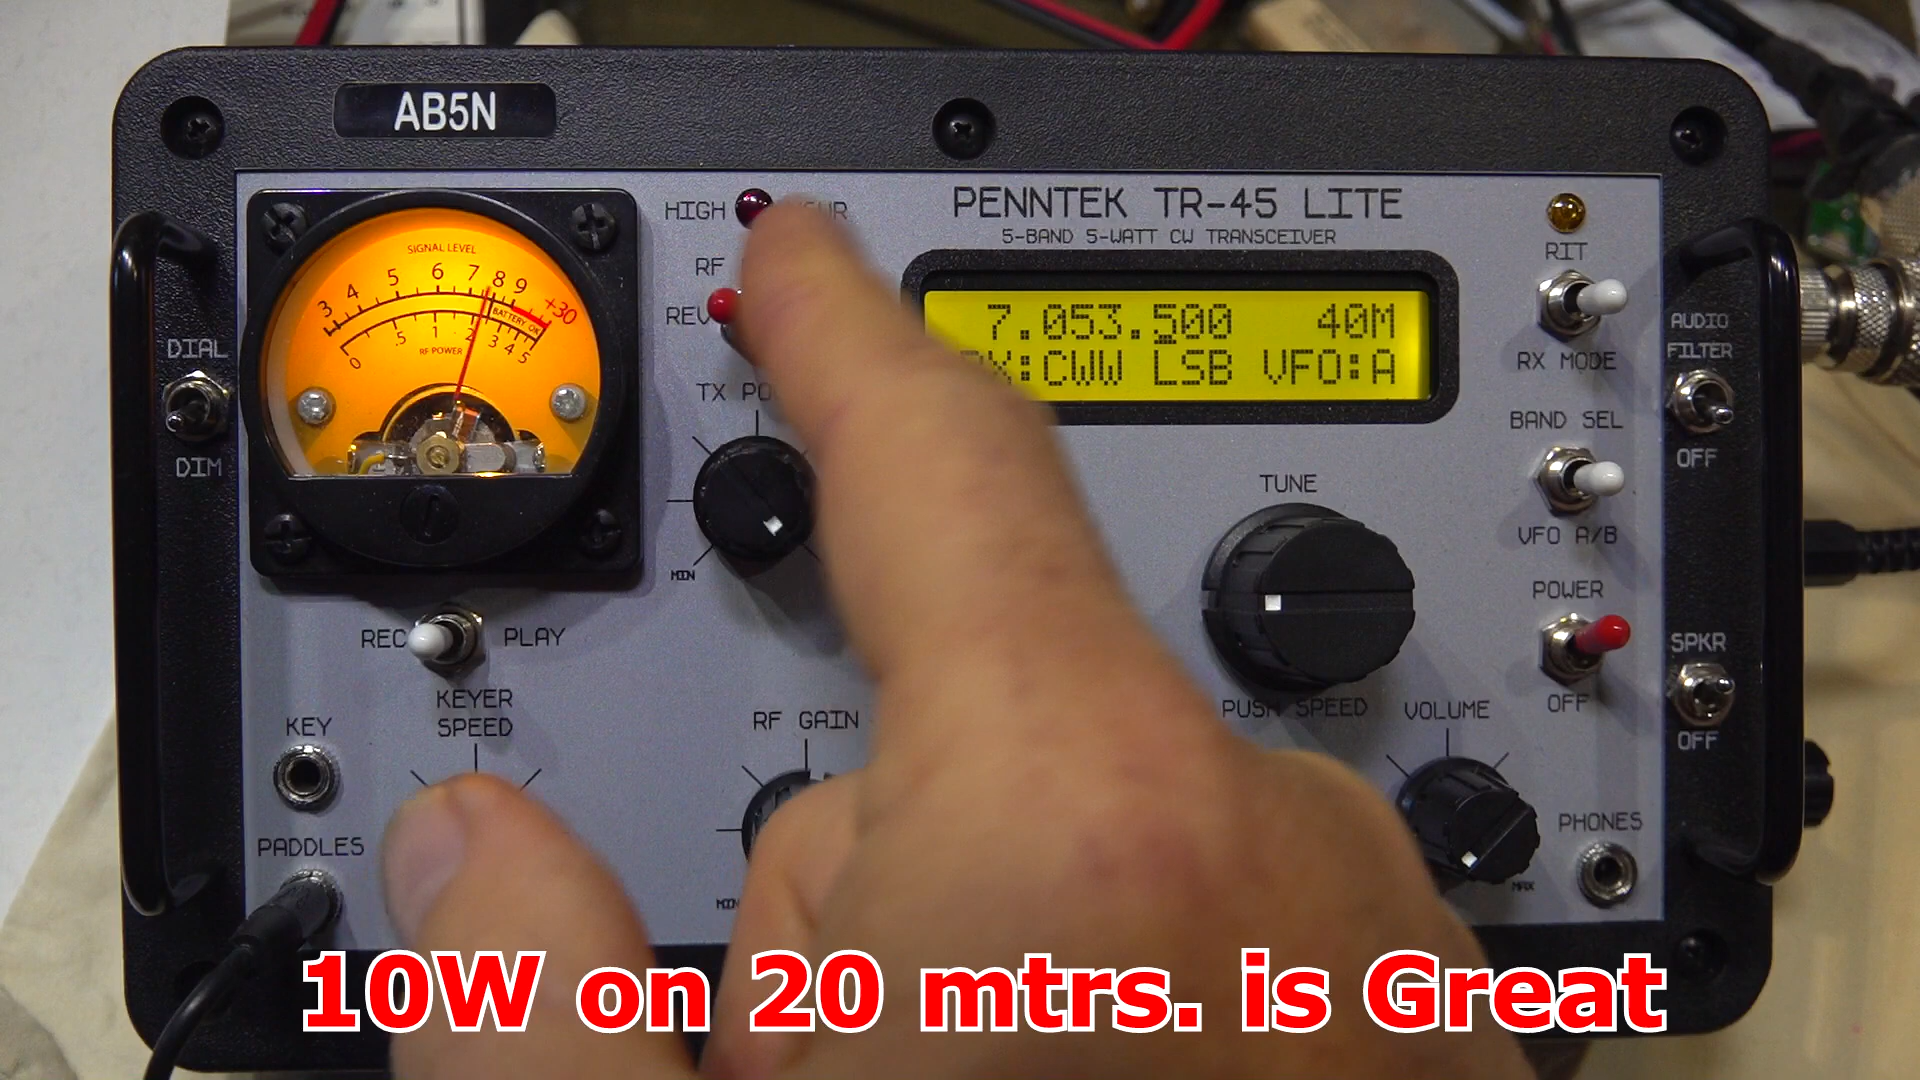 AB5N
SIGNAL LEVEL
3 4 5 6 7 8 9 +30
BATTERY OK
0 .5 1 2 3 4 5
RF POWER
DIAL
DIM
HIGH
RF
REV
TX
MIN
PENNTEK TR-45 LITE
5-BAND 5-WATT CW TRANSCEIVER
7.053.500 40M
:CWW LSB VFO:A
RIT
RX MODE
BAND SEL
VFO A/B
POWER
OFF
AUDIO
FILTER
OFF
SPKR
OFF
TUNE
PUSH SPEED
VOLUME
MAX
PHONES
REC PLAY
KEYER
SPEED
KEY
PADDLES
RF GAIN
MIN
10W on 20 mtrs. is Great